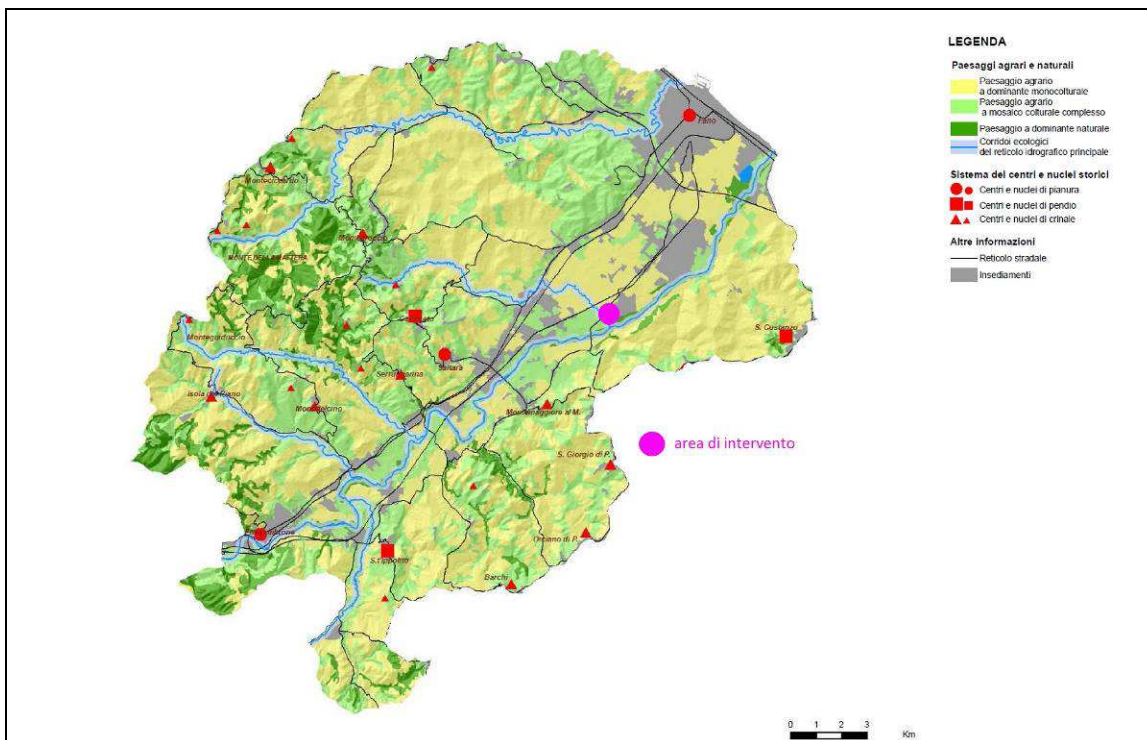 LEGENDA
Paesaggi agrari e naturali
Paesaggio agrario
a dominante monocolturale
Paesaggio agrario
a mosaico colturale complesso
Paesaggio a dominante naturale
Corridoi ecologici
del reticolo idrografico principale
Sistema dei centri e nuclei storici
Centri e nuclei di pianura
Centri e nuclei di pendio
Centri e nuclei di crinale
Altre informazioni
Reticolo stradale
Insediamenti
Fano
S. Costanzo
Saltara
Serrungarina
Montemaggiore al M.
area di intervento
S. Giorgio di P.
Orciano di P.
Barchi
S.Ippolito
0 1 2 3
Km